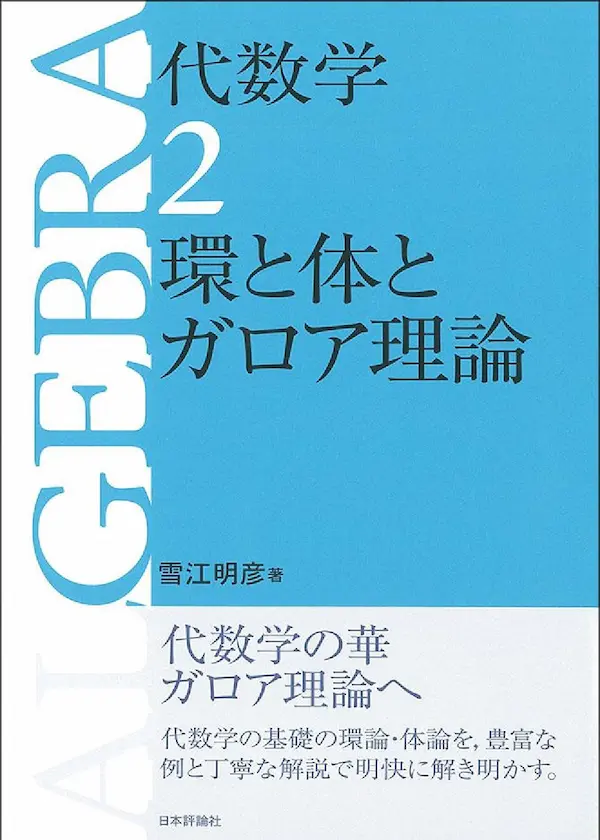 ALGEBRA
代数学
2
環と体と
ガロア理論
雪江明彦 著
代数学の華
ガロア理論へ
代数学の基礎の環論・体論を,豊富な
例と丁寧な解説で明快に解き明かす。
日本評論社